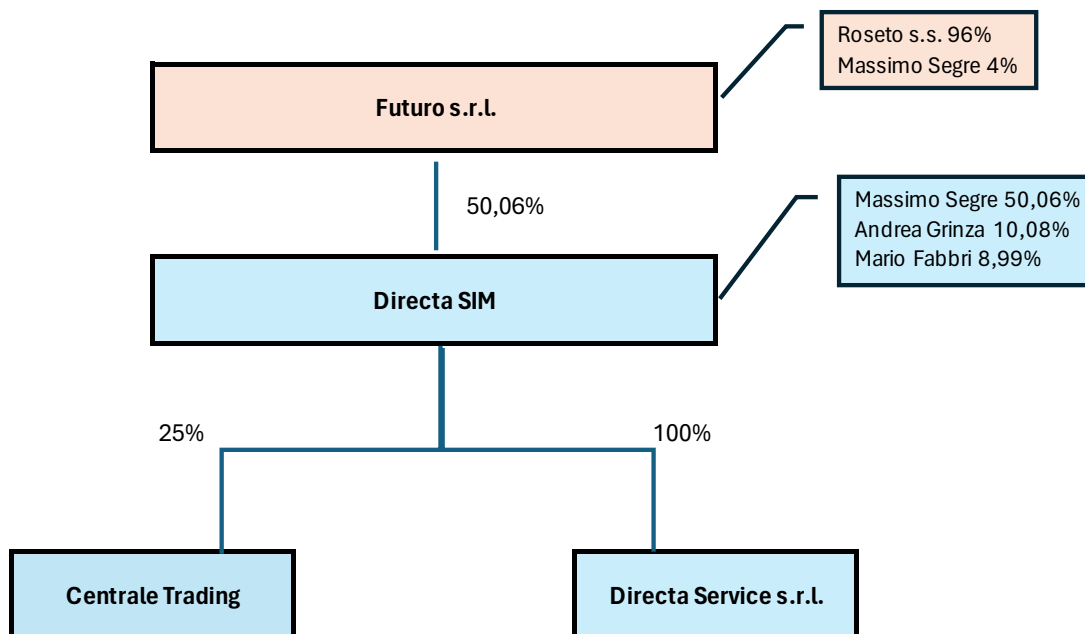 Roseto s.s. 96%
Massimo Segre 4%
Futuro s.r.l.
50,06%
Massimo Segre 50,06%
Andrea Grinza 10,08%
Mario Fabbri 8,99%
Directa SIM
25%
100%
Centrale Trading
Directa Service s.r.l.